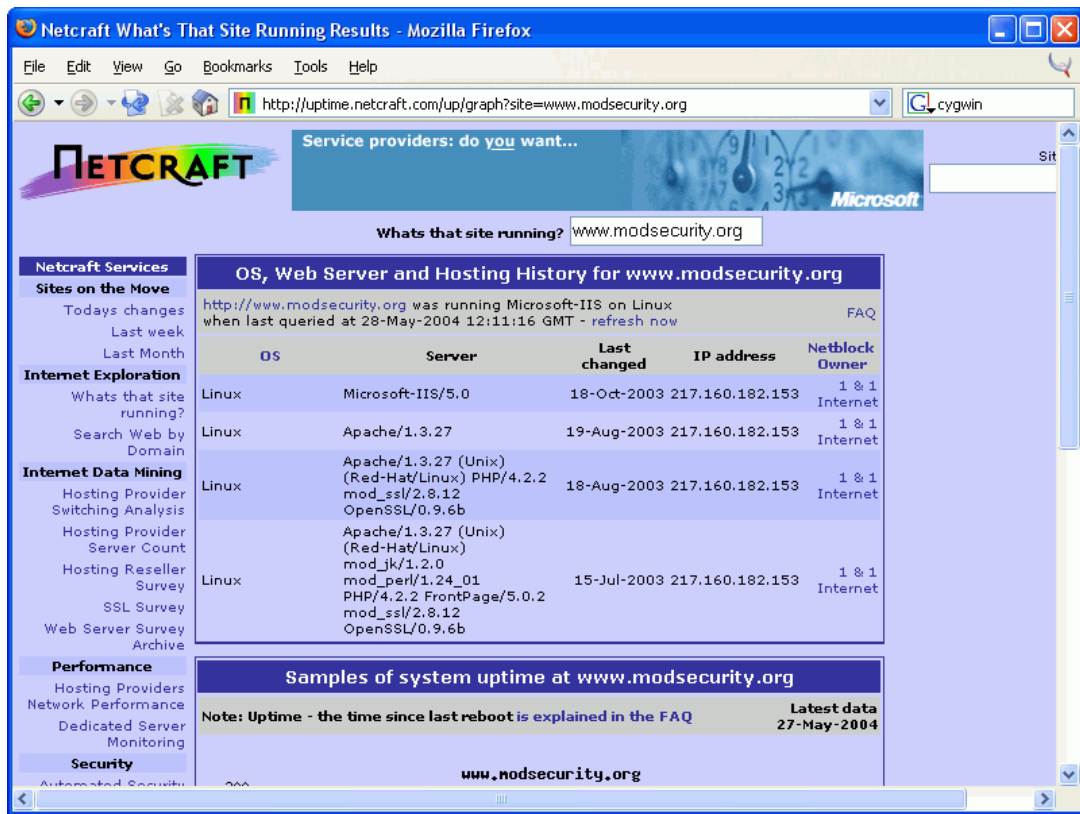 Netcraft What's That Site Running Results - Mozilla Firefox
File Edit View Go Bookmarks Tools Help
http://uptime.netcraft.com/up/graph?site=www.modsecurity.org
cygwin
NETCRAFT
Service providers: do you want...
Microsoft
Sit
Whats that site running? www.modsecurity.org
Netcraft Services
Sites on the Move
Todays changes
Last week
Last Month
Internet Exploration
Whats that site
running?
Search Web by
Domain
Internet Data Mining
Hosting Provider
Switching Analysis
Hosting Provider
Server Count
Hosting Reseller
Survey
SSL Survey
Web Server Survey
Archive
Performance
Hosting Providers
Network Performance
Dedicated Server
Monitoring
Security
Automated Security
OS, Web Server and Hosting History for www.modsecurity.org
http://www.modsecurity.org was running Microsoft-IIS on Linux
when last queried at 28-May-2004 12:11:16 GMT - refresh now
FAQ
OS Server Last changed IP address Netblock Owner
Linux Microsoft-IIS/5.0 18-Oct-2003 217.160.182.153 1 & 1 Internet
Linux Apache/1.3.27 19-Aug-2003 217.160.182.153 1 & 1 Internet
Linux Apache/1.3.27 (Unix) (Red-Hat/Linux) PHP/4.2.2 mod_ssl/2.8.12 OpenSSL/0.9.6b 18-Aug-2003 217.160.182.153 1 & 1 Internet
Linux Apache/1.3.27 (Unix) (Red-Hat/Linux) mod_jk/1.2.0 mod_perl/1.24_01 PHP/4.2.2 FrontPage/5.0.2 mod_ssl/2.8.12 OpenSSL/0.9.6b 15-Jul-2003 217.160.182.153 1 & 1 Internet
Samples of system uptime at www.modsecurity.org
Note: Uptime - the time since last reboot is explained in the FAQ
Latest data
27-May-2004
www.modsecurity.org